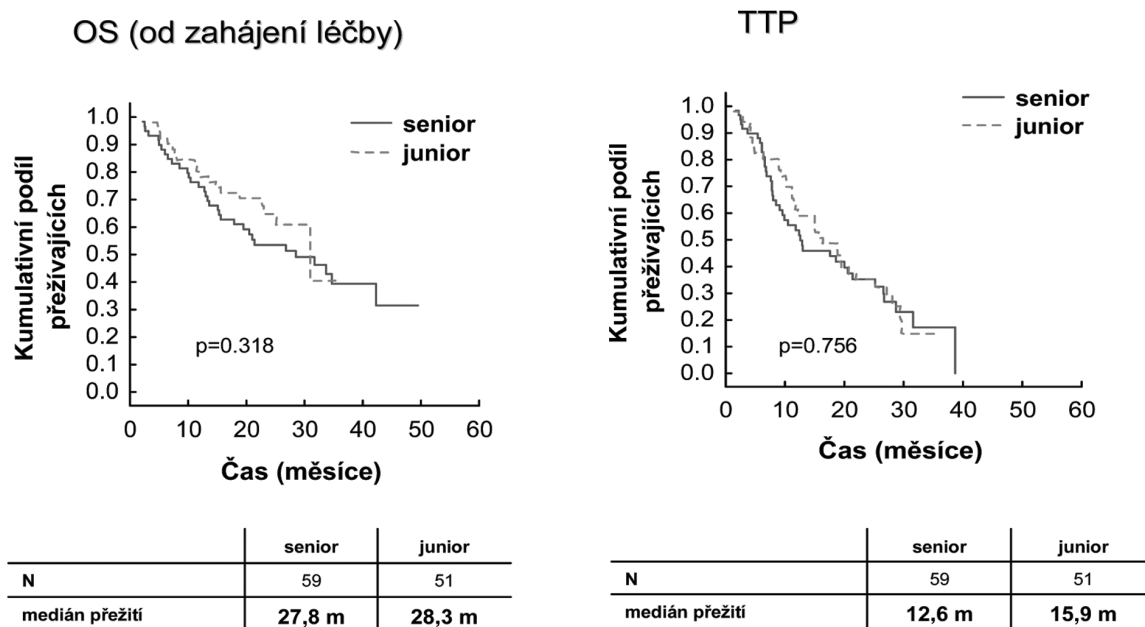 OS (od zahájení léčby)
Kumulativní podíl
přežívajících
1.0
0.9
0.8
0.7
0.6
0.5
0.4
0.3
0.2
0.1
0.0
senior
junior
p=0.318
0 10 20 30 40 50 60
Čas (měsíce)
senior junior
N 59 51
medián přežití 27,8 m 28,3 m
TTP
Kumulativní podíl
přežívajících
1.0
0.9
0.8
0.7
0.6
0.5
0.4
0.3
0.2
0.1
0.0
senior
junior
p=0.756
0 10 20 30 40 50 60
Čas (měsíce)
senior junior
N 59 51
medián přežití 12,6 m 15,9 m